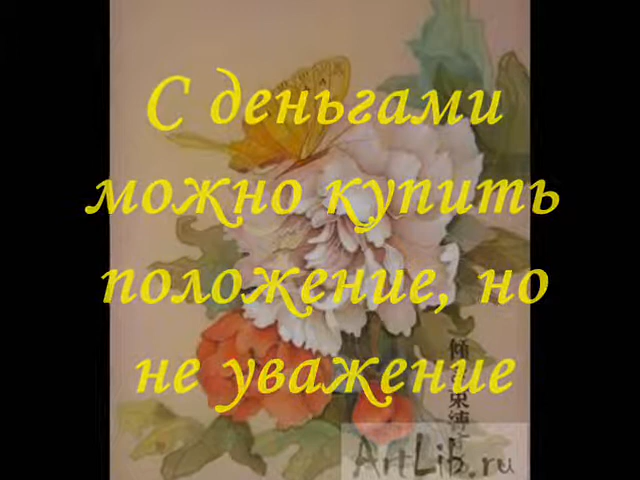 С деньгами
можно купить
положение, но
не уважение
ArtLib.ru